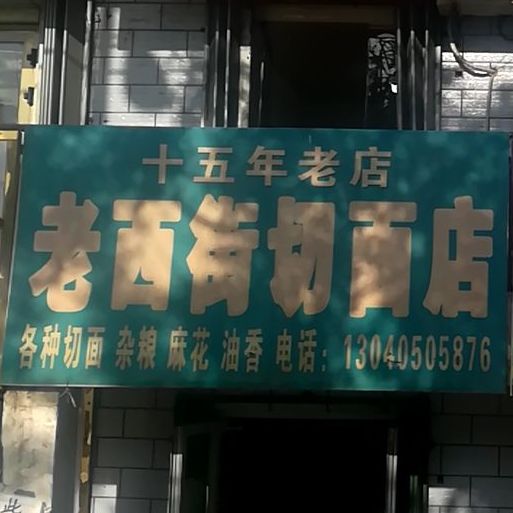 十五年老店
老西街切面店
各种切面 杂粮 麻花 油香 电话：13040505876